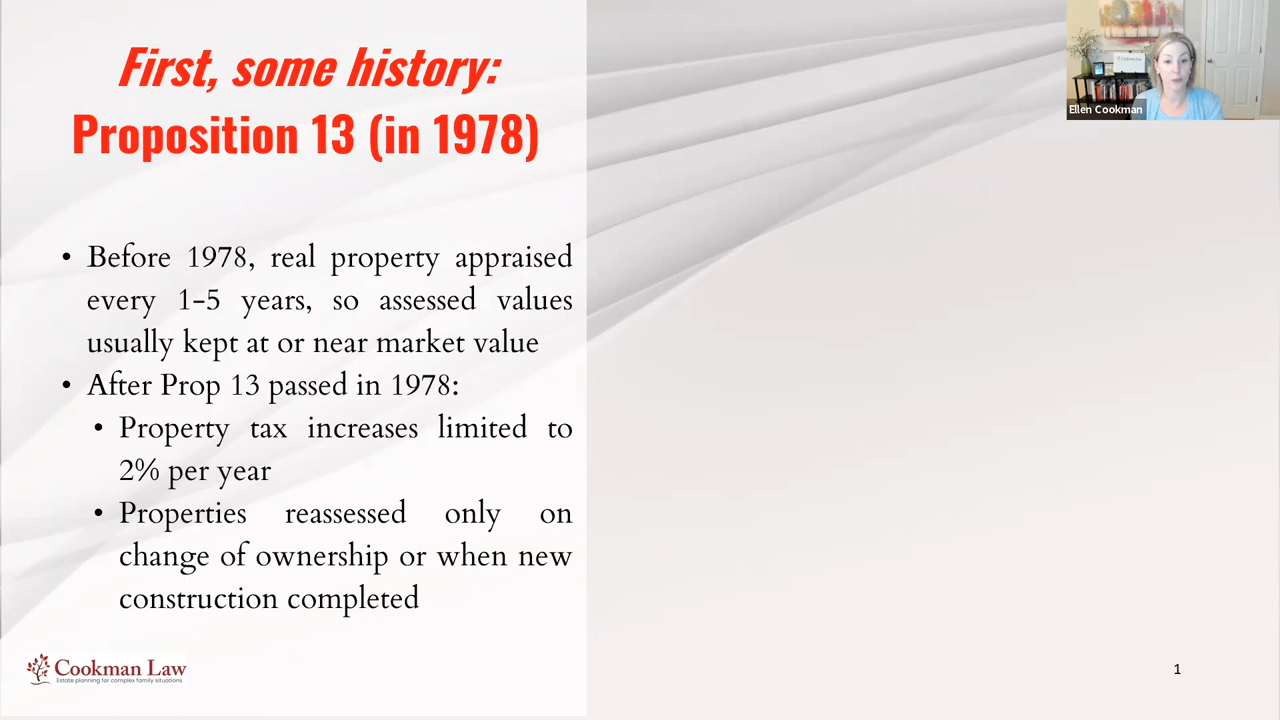 First, some history:
Proposition 13 (in 1978)
• Before 1978, real property appraised
every 1-5 years, so assessed values
usually kept at or near market value
• After Prop 13 passed in 1978:
• Property tax increases limited to
2% per year
• Properties reassessed only on
change of ownership or when new
construction completed
Cookman Law
Estate planning for complex family situations
1
Cookman Law
Ellen Cookman